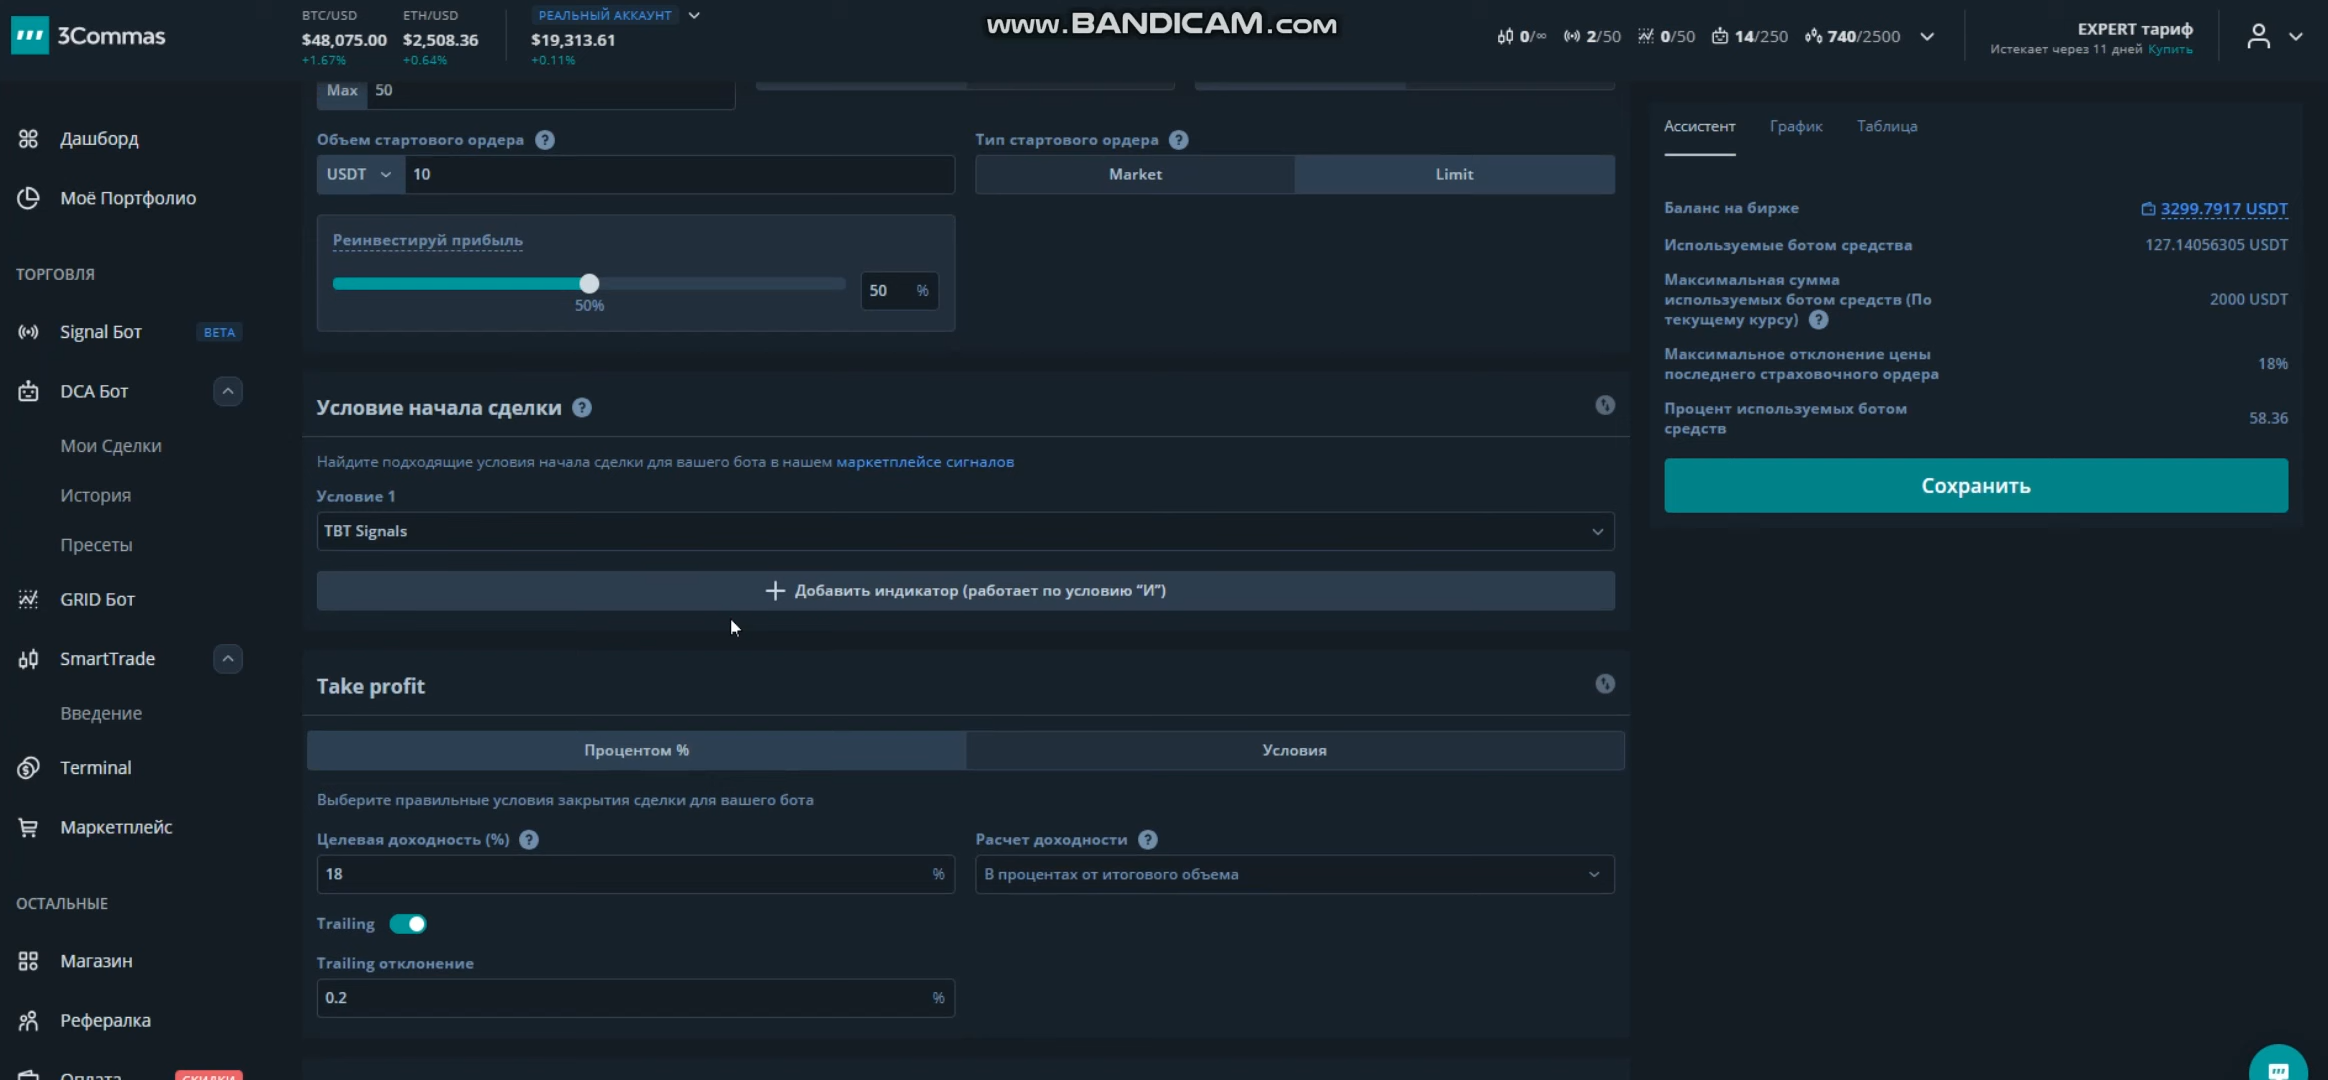 3Commas
BTC/USD
$48,075.00
+1.67%
ETH/USD
$2,508.36
+0.64%
РЕАЛЬНЫЙ АККАУНТ
$19,313.61
+0.11%
www.BANDICAM.com
0/∞
2/50
0/50
14/250
740/2500
EXPERT тариф
Истекает через 11 дней Купить
Дашборд
Моё Портфолио
ТОРГОВЛЯ
Signal Бот BETA
DCA Бот
Мои Сделки
История
Пресеты
GRID Бот
SmartTrade
Введение
Terminal
Маркетплейс
ОСТАЛЬНЫЕ
Магазин
Рефералка
Оплата СКИДКИ
Max 50
Объем стартового ордера ?
USDT 10
Тип стартового ордера ?
Market Limit
Реинвестируй прибыль
50%
50 %
Условие начала сделки ?
Найдите подходящие условия начала сделки для вашего бота в нашем маркетплейсе сигналов
Условие 1
TBT Signals
+ Добавить индикатор (работает по условию “И”)
Take profit
Процентом % Условия
Выберите правильные условия закрытия сделки для вашего бота
Целевая доходность (%) ?
18 %
Расчет доходности ?
В процентах от итогового объема
Trailing
Trailing отклонение
0.2 %
Ассистент График Таблица
Баланс на бирже 3299.7917 USDT
Используемые ботом средства 127.14056305 USDT
Максимальная сумма
используемых ботом средств (По
текущему курсу) ? 2000 USDT
Максимальное отклонение цены
последнего страховочного ордера 18%
Процент используемых ботом
средств 58.36
Сохранить